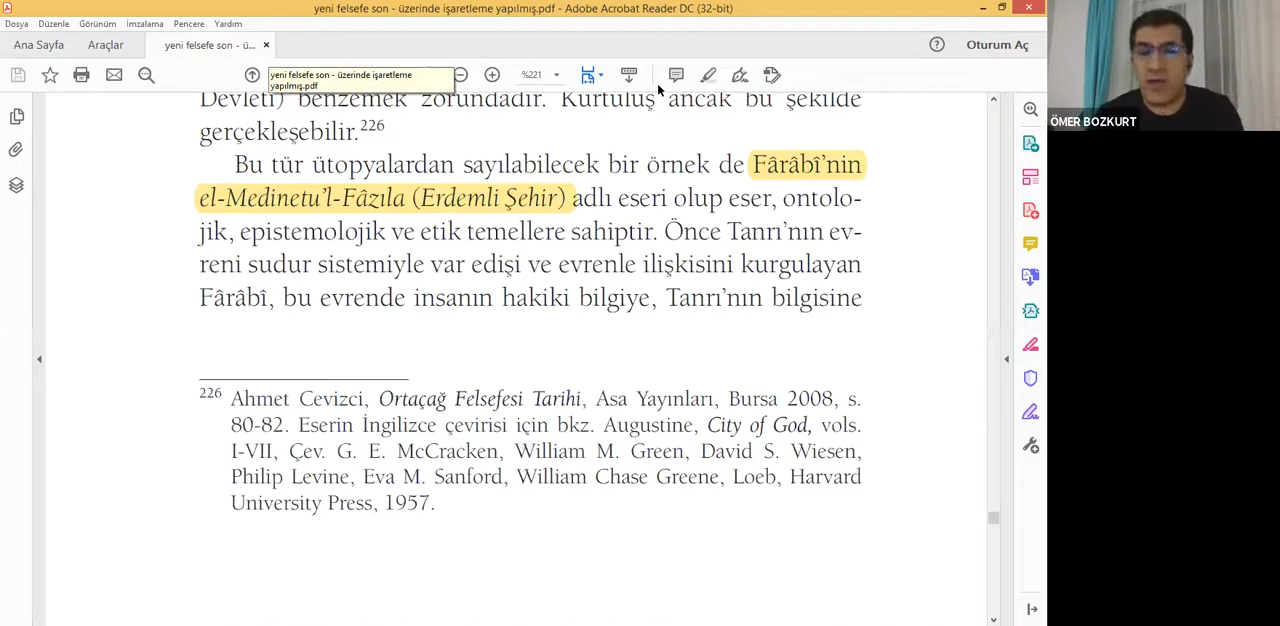 yeni felsefe son - üzerinde işaretleme yapılmış.pdf - Adobe Acrobat Reader DC (32-bit)
Dosya Düzenle Görünüm İmzalama Pencere Yardım
Ana Sayfa Araçlar yeni felsefe son - ü... × Oturum Aç
yeni felsefe son - üzerinde işaretleme
yapılmış.pdf
%221
ÖMER BOZKURT
Devleti) benzemek zorundadır. Kurtuluş ancak bu şekilde
gerçekleşebilir.226
Bu tür ütopyalardan sayılabilecek bir örnek de Fârâbî’nin
el-Medinetu’l-Fâzıla (Erdemli Şehir) adlı eseri olup eser, ontolo-
jik, epistemolojik ve etik temellere sahiptir. Önce Tanrı’nın ev-
reni sudur sistemiyle var edişi ve evrenle ilişkisini kurgulayan
Fârâbî, bu evrende insanın hakiki bilgiye, Tanrı’nın bilgisine
226 Ahmet Cevizci, Ortaçağ Felsefesi Tarihi, Asa Yayınları, Bursa 2008, s.
80-82. Eserin İngilizce çevirisi için bkz. Augustine, City of God, vols.
I-VII, Çev. G. E. McCracken, William M. Green, David S. Wiesen,
Philip Levine, Eva M. Sanford, William Chase Greene, Loeb, Harvard
University Press, 1957.